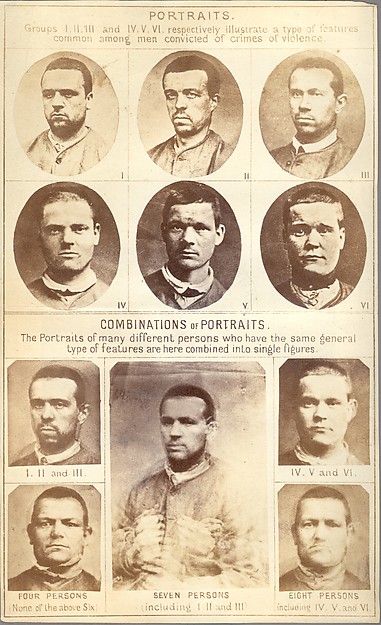 PORTRAITS.
Groups I.II.III and IV.V.VI. respectively illustrate a type of features
common among men convicted of crimes of violence.
I II III
IV. V. VI
COMBINATIONS OF PORTRAITS.
The Portraits of many different persons who have the same general
type of features are here combined into single figures.
I. II and III.
IV. V and VI.
FOUR PERSONS
(None of the above Six)
SEVEN PERSONS
(including I II and III
EIGHT PERSONS
(including IV. V. and VI.